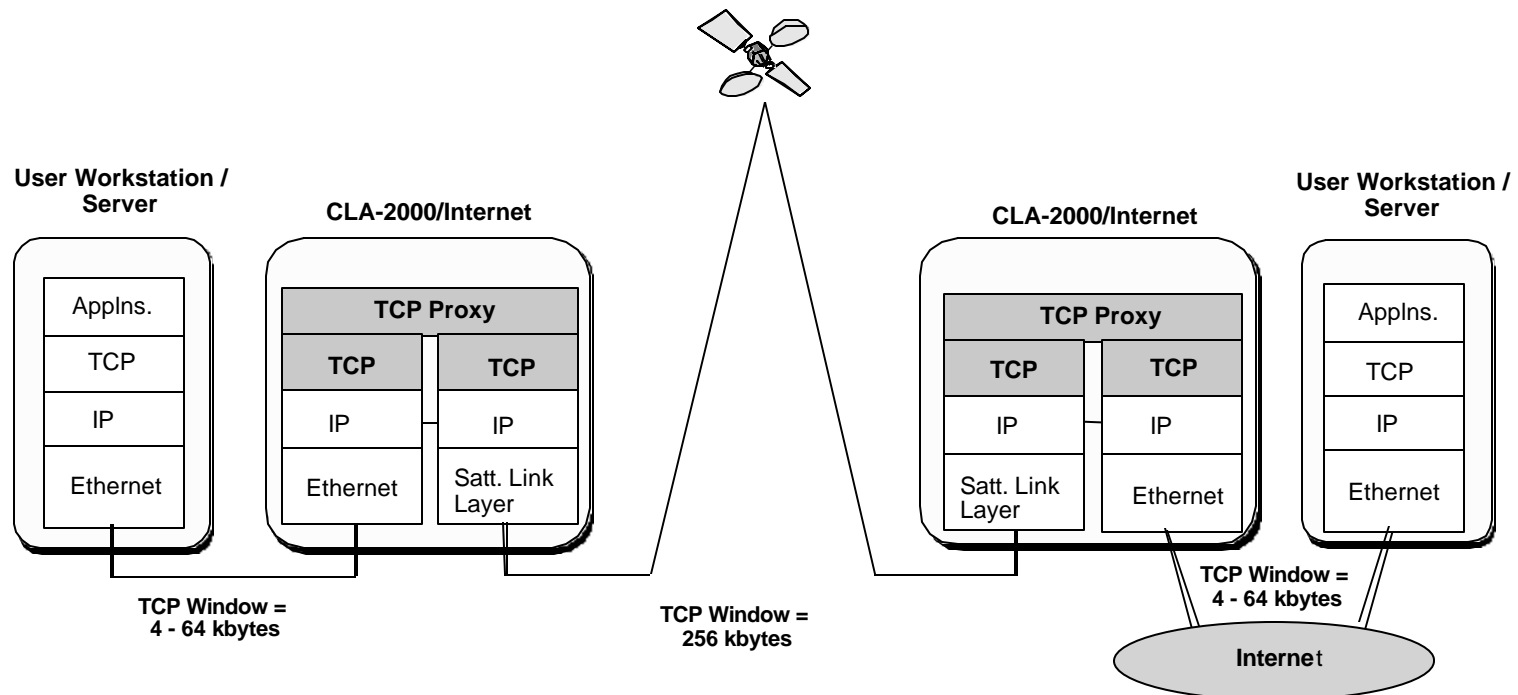 User Workstation /
Server
Applns.
TCP
IP
Ethernet
CLA-2000/Internet
TCP Proxy
TCP
TCP
IP
IP
Ethernet
Satt. Link
Layer
TCP Window =
4 - 64 kbytes
TCP Window =
256 kbytes
CLA-2000/Internet
TCP Proxy
TCP
TCP
IP
IP
Satt. Link
Layer
Ethernet
User Workstation /
Server
Applns.
TCP
IP
Ethernet
TCP Window =
4 - 64 kbytes
Internet